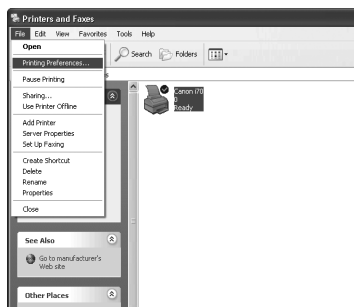 Printers and Faxes
File Edit View Favorites Tools Help
Open
Printing Preferences...
Pause Printing
Sharing...
Use Printer Offline
Add Printer
Server Properties
Set Up Faxing
Create Shortcut
Delete
Rename
Properties
Close
Search Folders
s
Canon i70
0
Ready
See Also
Go to manufacturer's
Web site
Other Places